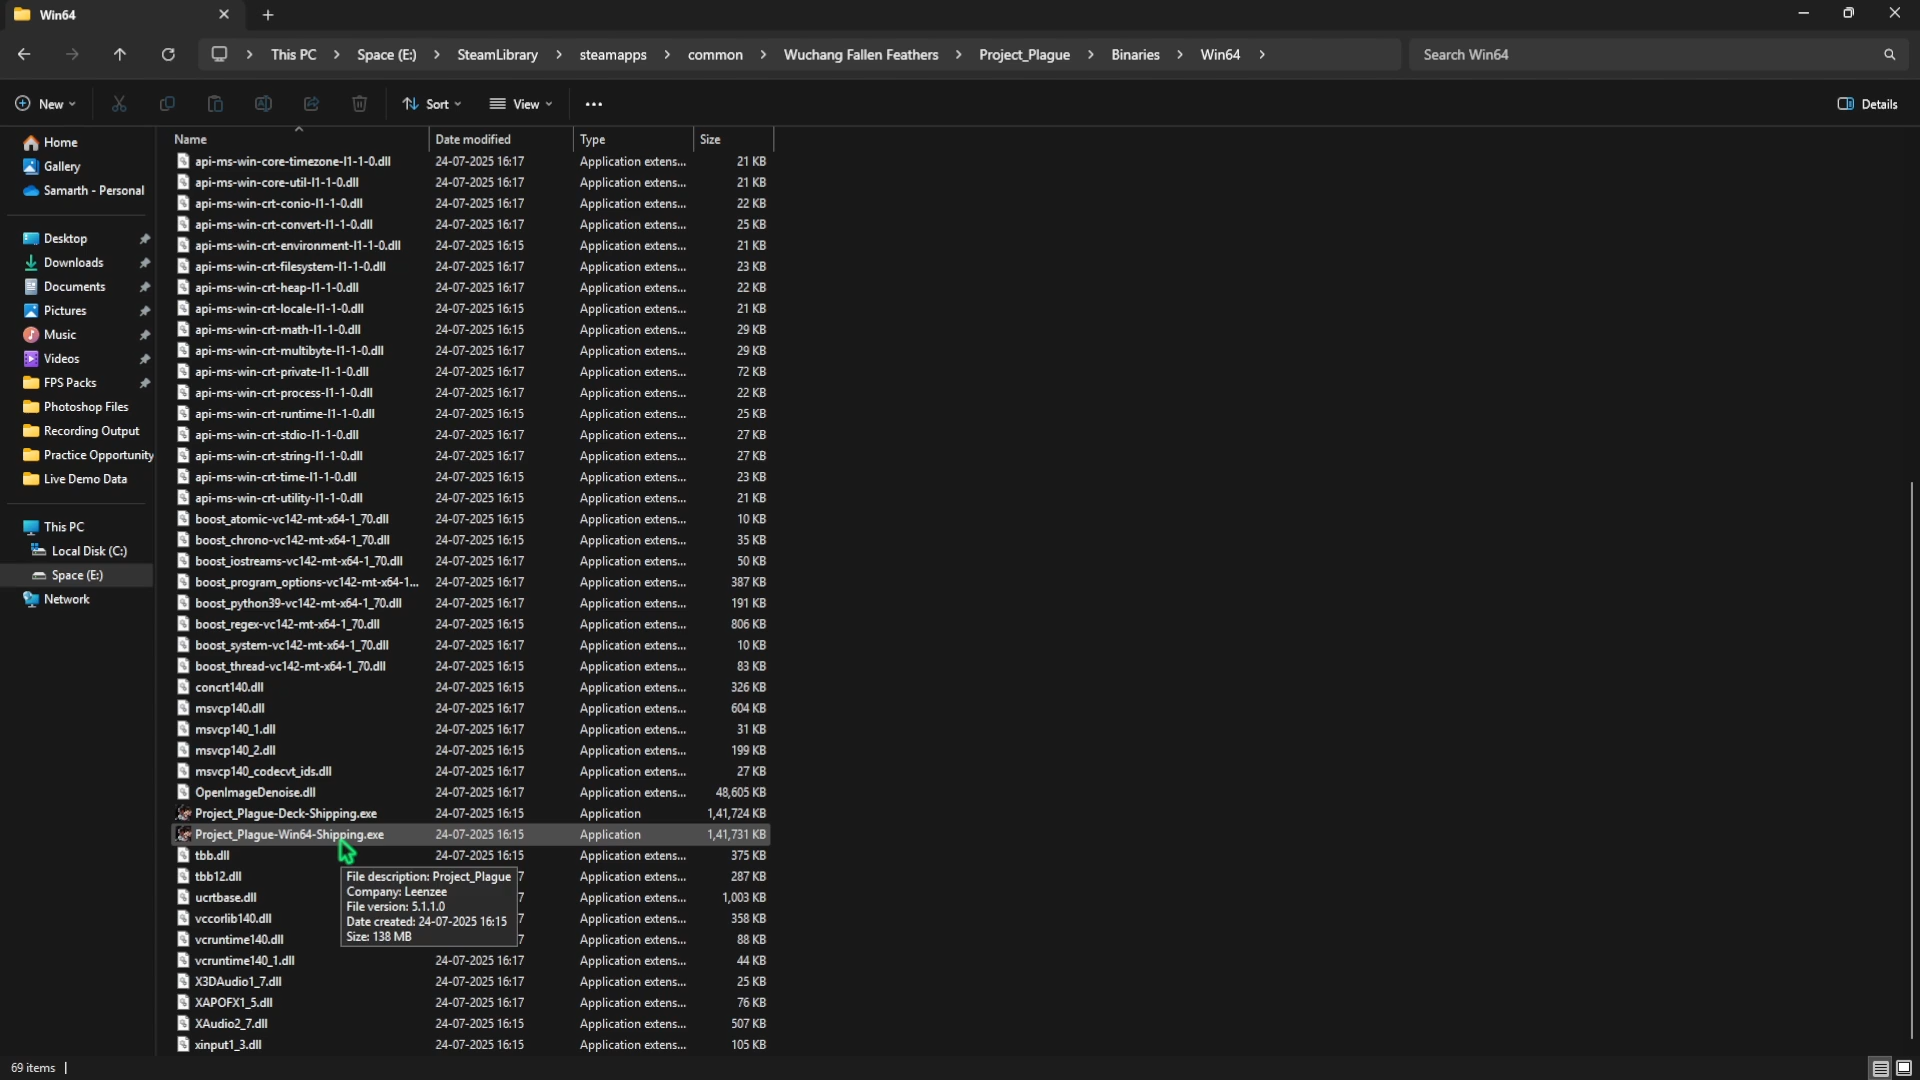 Win64
This PC > Space (E:) > SteamLibrary > steamapps > common > Wuchang Fallen Feathers > Project_Plague > Binaries > Win64 >
Search Win64
New
Sort
View
Details
Home
Gallery
Samarth - Personal
Desktop
Downloads
Documents
Pictures
Music
Videos
FPS Packs
Photoshop Files
Recording Output
Practice Opportunity
Live Demo Data
This PC
Local Disk (C:)
Space (E:)
Network
Name Date modified Type Size
api-ms-win-core-timezone-l1-1-0.dll 24-07-2025 16:17 Application extens... 21 KB
api-ms-win-core-util-l1-1-0.dll 24-07-2025 16:17 Application extens... 21 KB
api-ms-win-crt-conio-l1-1-0.dll 24-07-2025 16:17 Application extens... 22 KB
api-ms-win-crt-convert-l1-1-0.dll 24-07-2025 16:17 Application extens... 25 KB
api-ms-win-crt-environment-l1-1-0.dll 24-07-2025 16:15 Application extens... 21 KB
api-ms-win-crt-filesystem-l1-1-0.dll 24-07-2025 16:17 Application extens... 23 KB
api-ms-win-crt-heap-l1-1-0.dll 24-07-2025 16:17 Application extens... 22 KB
api-ms-win-crt-locale-l1-1-0.dll 24-07-2025 16:15 Application extens... 21 KB
api-ms-win-crt-math-l1-1-0.dll 24-07-2025 16:15 Application extens... 29 KB
api-ms-win-crt-multibyte-l1-1-0.dll 24-07-2025 16:17 Application extens... 29 KB
api-ms-win-crt-private-l1-1-0.dll 24-07-2025 16:17 Application extens... 72 KB
api-ms-win-crt-process-l1-1-0.dll 24-07-2025 16:17 Application extens... 22 KB
api-ms-win-crt-runtime-l1-1-0.dll 24-07-2025 16:15 Application extens... 25 KB
api-ms-win-crt-stdio-l1-1-0.dll 24-07-2025 16:17 Application extens... 27 KB
api-ms-win-crt-string-l1-1-0.dll 24-07-2025 16:17 Application extens... 27 KB
api-ms-win-crt-time-l1-1-0.dll 24-07-2025 16:15 Application extens... 23 KB
api-ms-win-crt-utility-l1-1-0.dll 24-07-2025 16:15 Application extens... 21 KB
boost_atomic-vc142-mt-x64-1_70.dll 24-07-2025 16:15 Application extens... 10 KB
boost_chrono-vc142-mt-x64-1_70.dll 24-07-2025 16:15 Application extens... 35 KB
boost_iostreams-vc142-mt-x64-1_70.dll 24-07-2025 16:17 Application extens... 50 KB
boost_program_options-vc142-mt-x64-1... 24-07-2025 16:17 Application extens... 387 KB
boost_python39-vc142-mt-x64-1_70.dll 24-07-2025 16:17 Application extens... 191 KB
boost_regex-vc142-mt-x64-1_70.dll 24-07-2025 16:15 Application extens... 806 KB
boost_system-vc142-mt-x64-1_70.dll 24-07-2025 16:17 Application extens... 10 KB
boost_thread-vc142-mt-x64-1_70.dll 24-07-2025 16:15 Application extens... 83 KB
concrt140.dll 24-07-2025 16:15 Application extens... 326 KB
msvcp140.dll 24-07-2025 16:17 Application extens... 604 KB
msvcp140_1.dll 24-07-2025 16:17 Application extens... 31 KB
msvcp140_2.dll 24-07-2025 16:15 Application extens... 199 KB
msvcp140_codecvt_ids.dll 24-07-2025 16:17 Application extens... 27 KB
OpenImageDenoise.dll 24-07-2025 16:17 Application extens... 48,605 KB
Project_Plague-Deck-Shipping.exe 24-07-2025 16:15 Application 1,41,724 KB
Project_Plague-Win64-Shipping.exe 24-07-2025 16:15 Application 1,41,731 KB
tbb.dll 24-07-2025 16:15 Application extens... 375 KB
tbb12.dll 7 Application extens... 287 KB
ucrtbase.dll 7 Application extens... 1,003 KB
vccorlib140.dll 7 Application extens... 358 KB
vcruntime140.dll 7 Application extens... 88 KB
File description: Project_Plague
Company: Leenzee
File version: 5.1.1.0
Date created: 24-07-2025 16:15
Size: 138 MB
vcruntime140_1.dll 24-07-2025 16:17 Application extens... 44 KB
X3DAudio1_7.dll 24-07-2025 16:17 Application extens... 25 KB
XAPOFX1_5.dll 24-07-2025 16:17 Application extens... 76 KB
XAudio2_7.dll 24-07-2025 16:15 Application extens... 507 KB
xinput1_3.dll 24-07-2025 16:15 Application extens... 105 KB
69 items